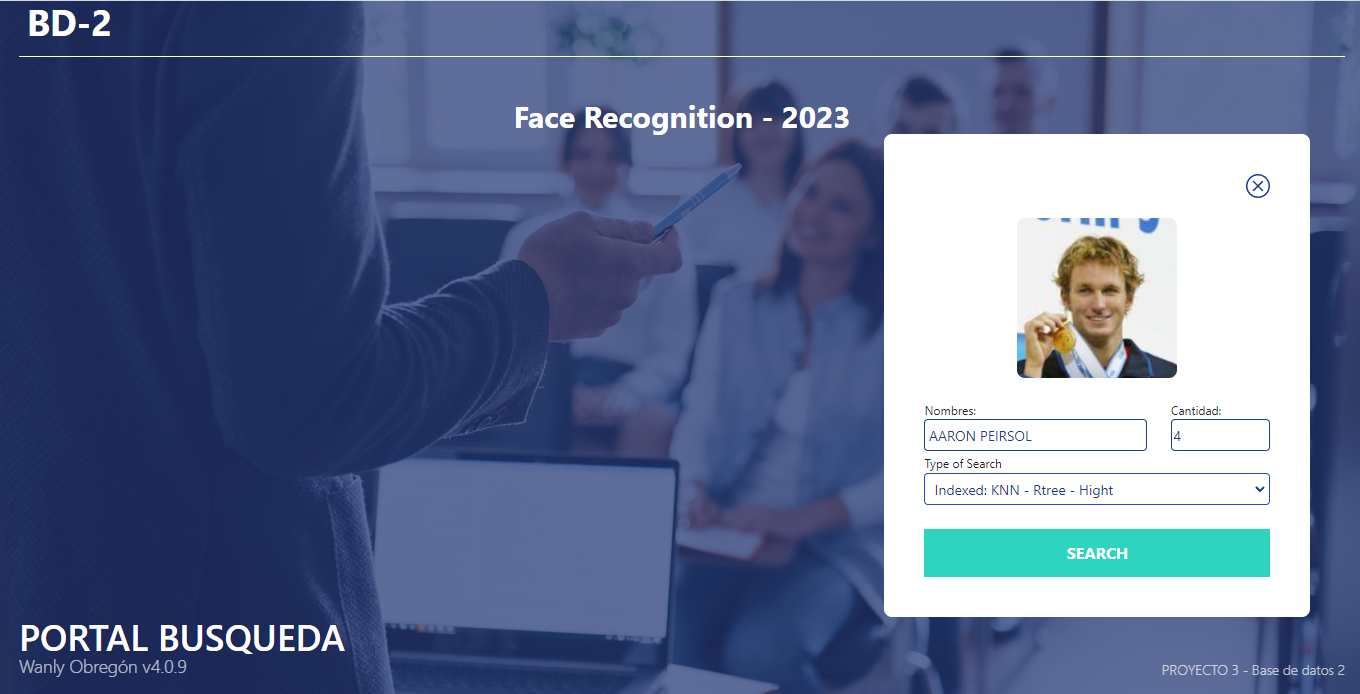 BD-2
Face Recognition - 2023
Nombres:
Cantidad:
AARON PEIRSOL
4
Type of Search
Indexed: KNN - Rtree - Hight
SEARCH
PORTAL BUSQUEDA
Wanly Obregón v4.0.9
PROYECTO 3 - Base de datos 2